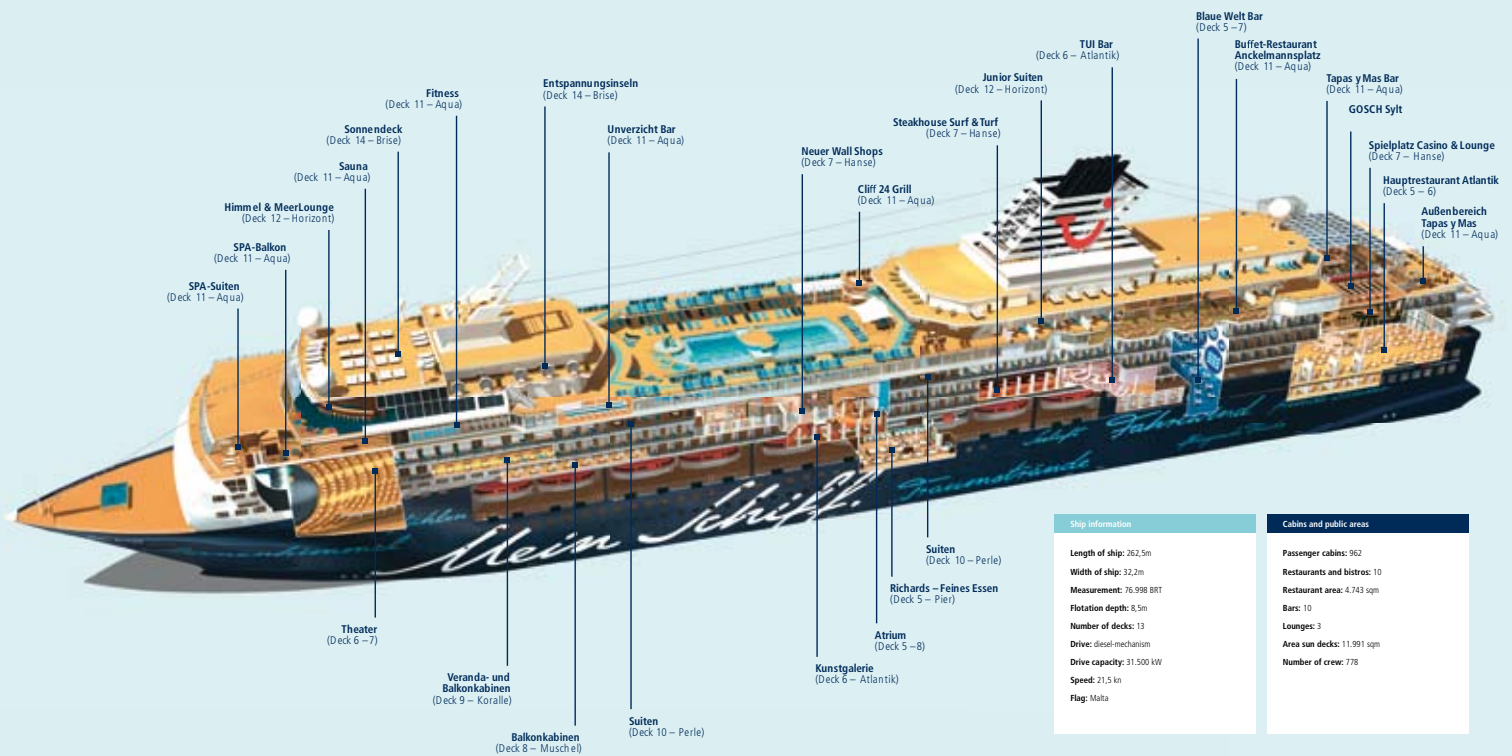 Blaue Welt Bar
(Deck 5 – 7)
TUI Bar
(Deck 6 – Atlantik)
Buffet-Restaurant
Anckelmannsplatz
(Deck 11 – Aqua)
Junior Suiten
(Deck 12 – Horizont)
Tapas y Mas Bar
(Deck 11 – Aqua)
Entspannungsinseln
(Deck 14 – Brise)
Fitness
(Deck 11 – Aqua)
GOSCH Sylt
Steakhouse Surf & Turf
(Deck 7 – Hanse)
Sonnendeck
(Deck 14 – Brise)
Unverzicht Bar
(Deck 11 – Aqua)
Spielplatz Casino & Lounge
(Deck 7 – Hanse)
Neuer Wall Shops
(Deck 7 – Hanse)
Sauna
(Deck 11 – Aqua)
Hauptrestaurant Atlantik
(Deck 5 – 6)
Cliff 24 Grill
(Deck 11 – Aqua)
Himmel & MeerLounge
(Deck 12 – Horizont)
Außenbereich
Tapas y Mas
(Deck 11 – Aqua)
SPA-Balkon
(Deck 11 – Aqua)
SPA-Suiten
(Deck 11 – Aqua)
Mein Schiff
Traumstrände
Schiffe
Fahrwind
Theater
(Deck 6 – 7)
Veranda- und
Balkonkabinen
(Deck 9 – Koralle)
Balkonkabinen
(Deck 8 – Muschel)
Suiten
(Deck 10 – Perle)
Kunstgalerie
(Deck 6 – Atlantik)
Atrium
(Deck 5 – 8)
Richards – Feines Essen
(Deck 5 – Pier)
Suiten
(Deck 10 – Perle)
Ship information
Length of ship: 262,5m
Width of ship: 32,2m
Measurement: 76.998 BRT
Flotation depth: 8,5m
Number of decks: 13
Drive: diesel-mechanism
Drive capacity: 31.500 kW
Speed: 21,5 kn
Flag: Malta
Cabins and public areas
Passenger cabins: 962
Restaurants and bistros: 10
Restaurant area: 4.743 sqm
Bars: 10
Lounges: 3
Area sun decks: 11.991 sqm
Number of crew: 778